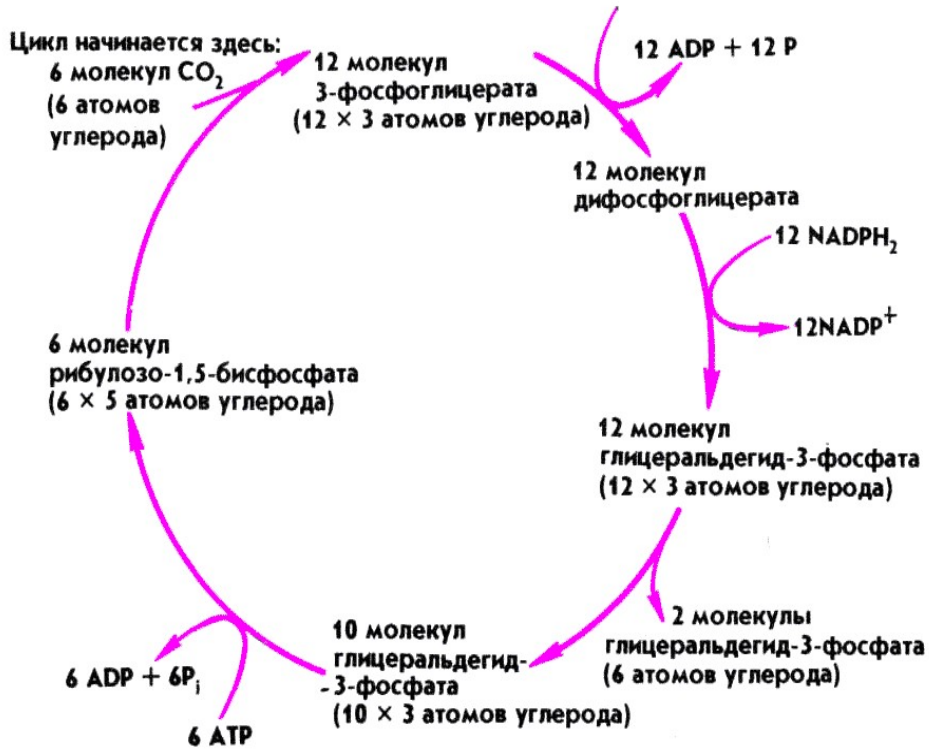 Цикл начинается здесь:
6 молекул CO₂
(6 атомов
углерода)
12 молекул
3-фосфоглицерата
(12 × 3 атомов углерода)
12 ADP + 12 P
12 молекул
дифосфоглицерата
12 NADPH₂
12NADP⁺
12 молекул
глицеральдегид-3-фосфата
(12 × 3 атомов углерода)
2 молекулы
глицеральдегид-3-фосфата
(6 атомов углерода)
10 молекул
глицеральдегид-
-3-фосфата
(10 × 3 атомов углерода)
6 ATP
6 ADP + 6Pᵢ
6 молекул
рибулозо-1,5-бисфосфата
(6 × 5 атомов углерода)